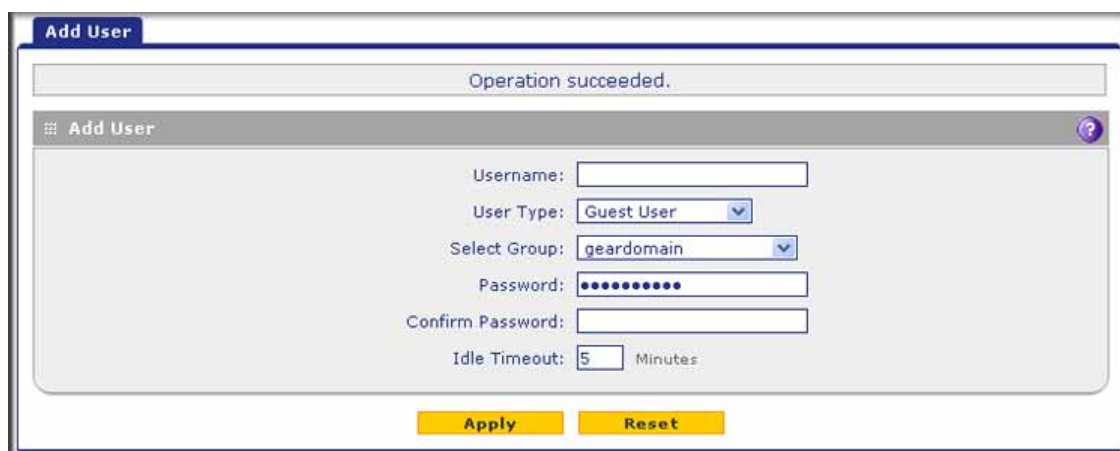 Add User
Operation succeeded.
Add User ?
Username:
User Type: Guest User
Select Group: geardomain
Password: ••••••••••
Confirm Password:
Idle Timeout: 5 Minutes
Apply Reset